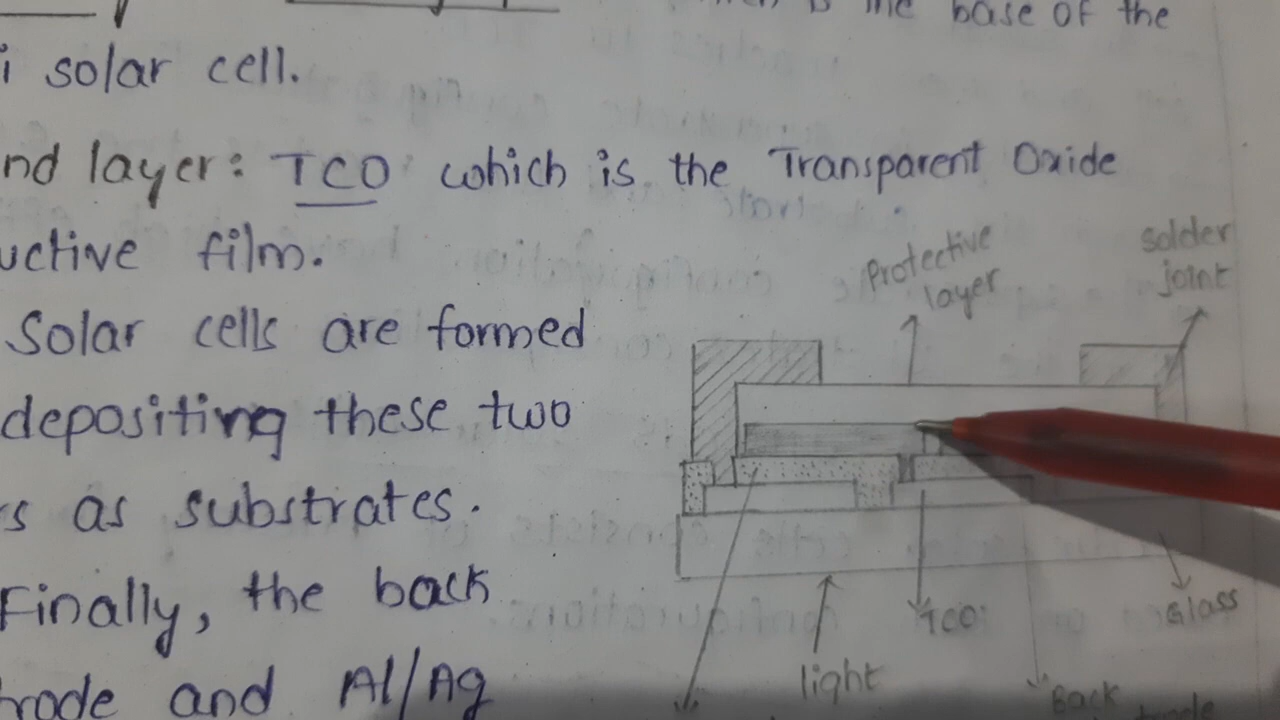 is the base of the
i solar cell.
nd layer: TCO which is the Transparent Oxide
uctive film.
Solar cells are formed
depositing these two
s as substrates.
Finally, the back
rode and Al/Ag
Protective
layer
solder
joint
TCO
Glass
light
Back